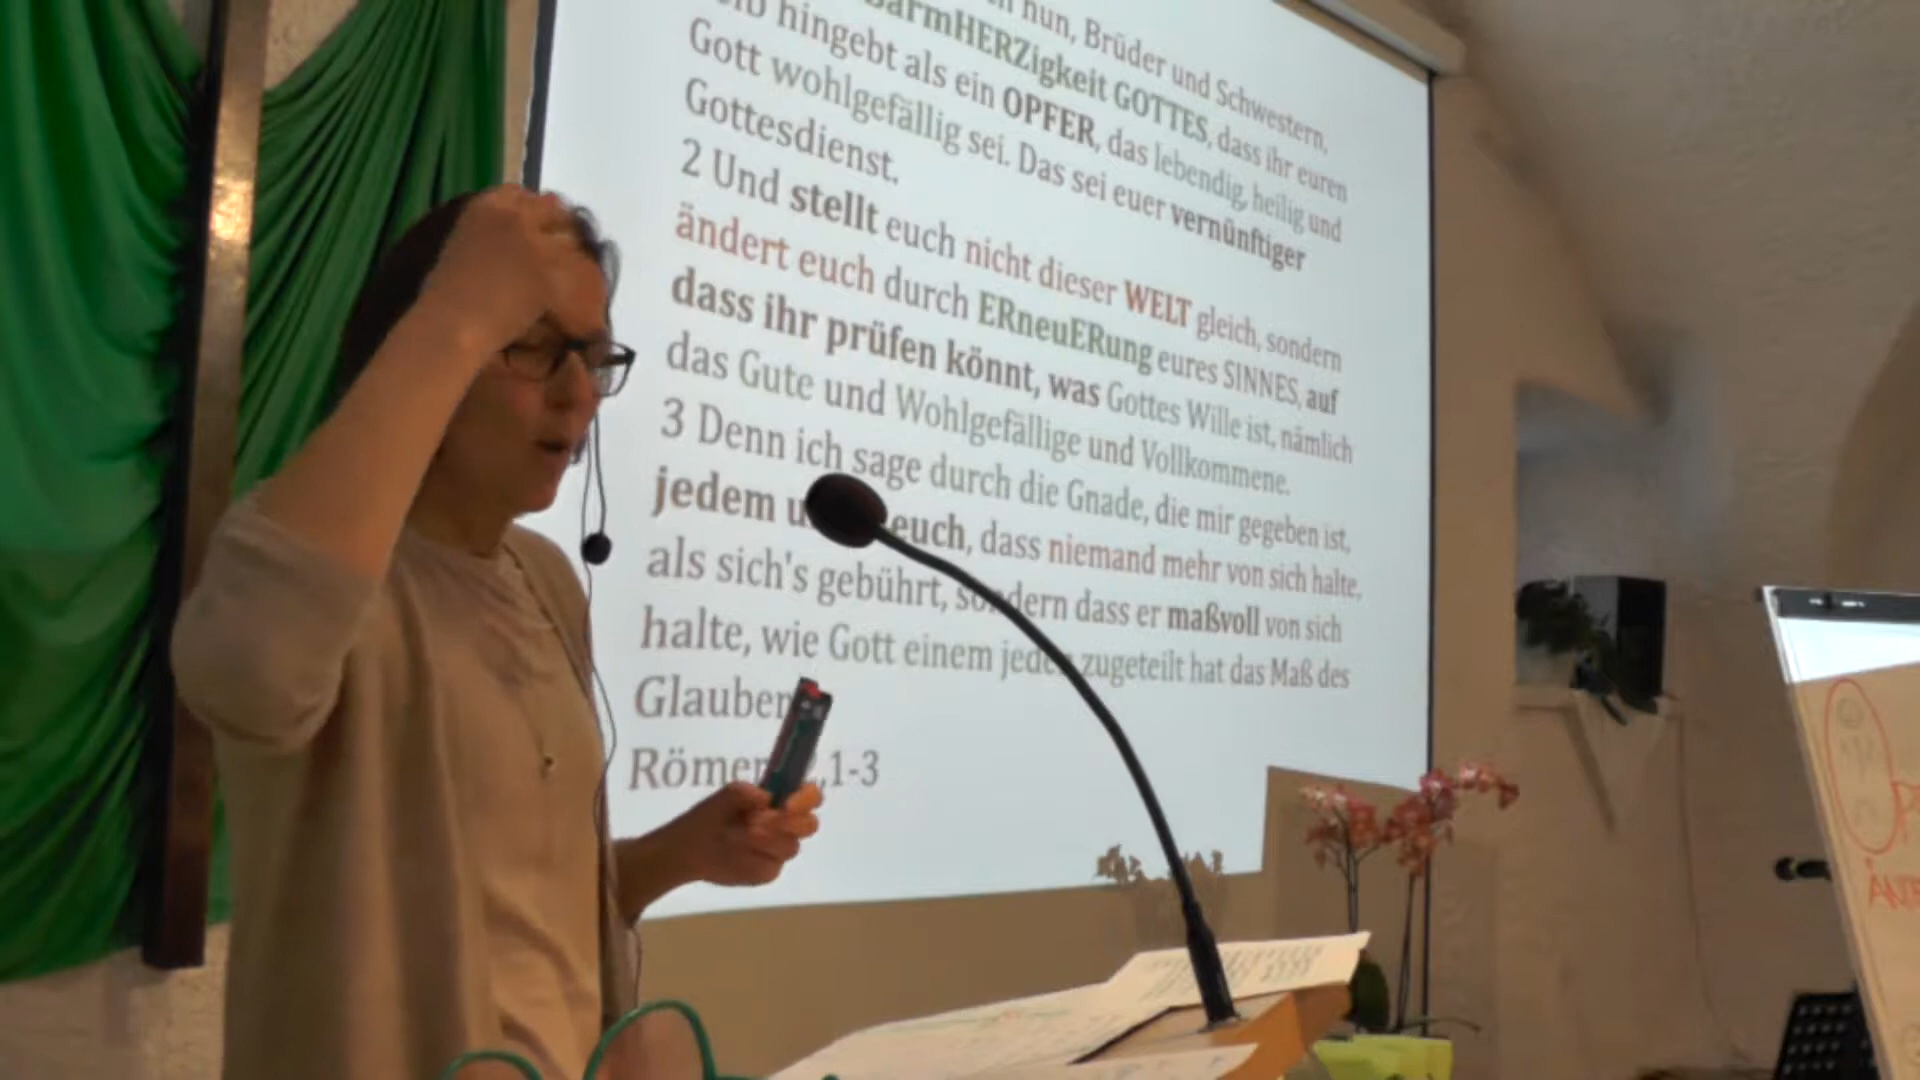 nun, Brüder und Schwestern,
BarmHERZigkeit GOTTES, dass ihr euren
hingebt als ein OPFER, das lebendig, heilig und
Gott wohlgefällig sei. Das sei euer vernünftiger
Gottesdienst.
2 Und stellt euch nicht dieser WELT gleich, sondern
ändert euch durch ERneuERung eures SINNES, auf
dass ihr prüfen könnt, was Gottes Wille ist, nämlich
das Gute und Wohlgefällige und Vollkommene.
3 Denn ich sage durch die Gnade, die mir gegeben ist,
jedem euch, dass niemand mehr von sich halte,
als sich's gebührt, sondern dass er maßvoll von sich
halte, wie Gott einem jeden zugeteilt hat das Maß des
Glauben
Römer ,1-3